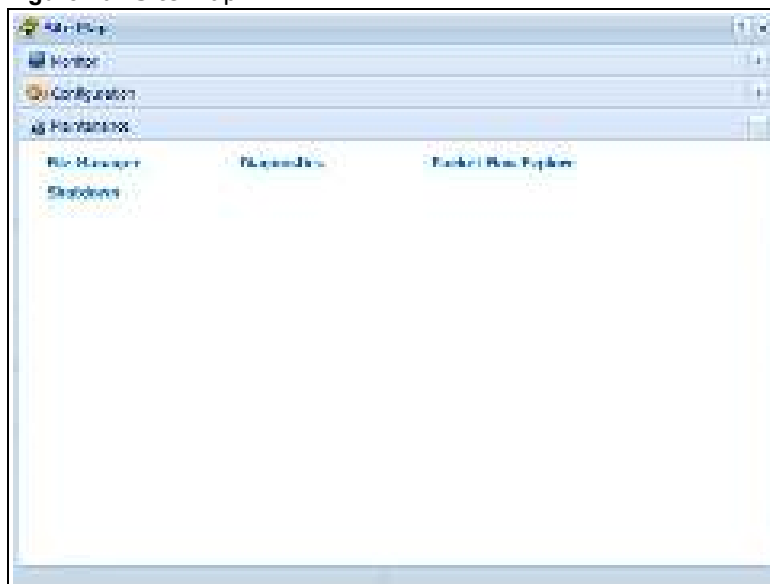 Site Map
Monitor
Configuration
Maintenance
File Manager Diagnostics Packet Flow Explore
Shutdown